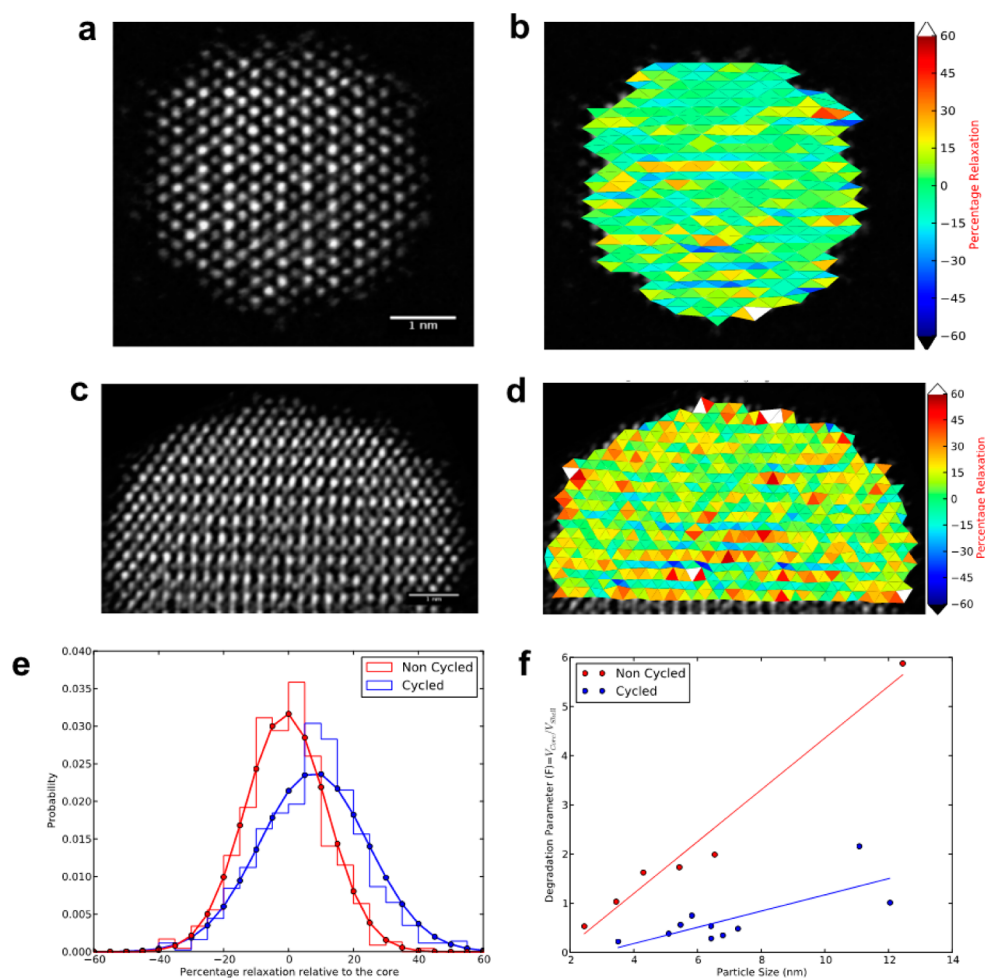 a
b
1 nm
60
45
30
15
0
−15
−30
−45
−60
Percentage Relaxation
c
d
1 nm
60
45
30
15
0
−15
−30
−45
−60
Percentage Relaxation
e
0.040
0.035
0.030
0.025
0.020
0.015
0.010
0.005
0.000
Probability
Non Cycled
Cycled
−60 −40 −20 0 20 40 60
Percentage relaxation relative to the core
f
6
5
4
3
2
1
0
Degradation Parameter (F)=V_Core/V_Shell
Non Cycled
Cycled
2 4 6 8 10 12 14
Particle Size (nm)